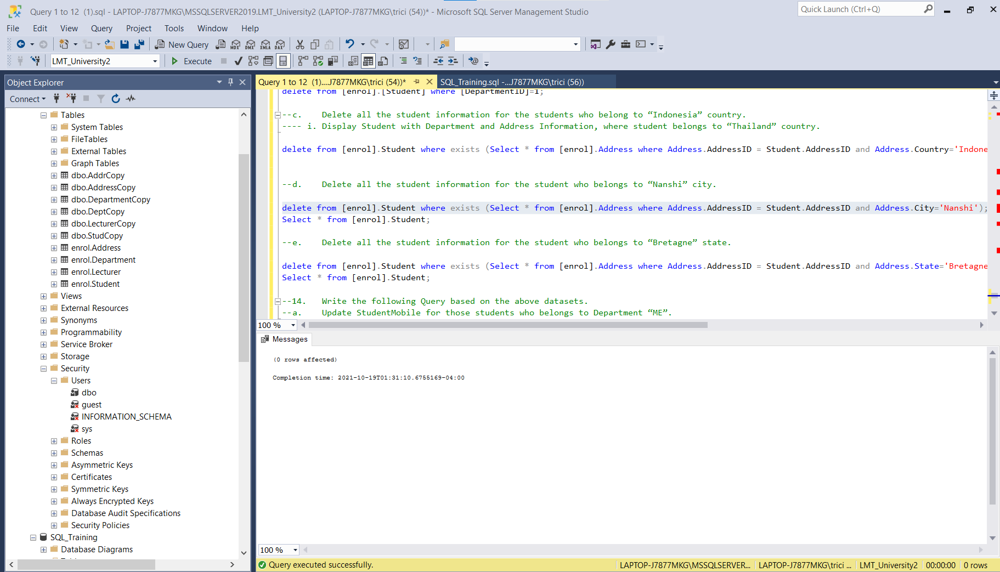 Query 1 to 12  (1).sql - LAPTOP-J7877MKG\MSSQLSERVER2019.LMT_University2 (LAPTOP-J7877MKG\trici (54))* - Microsoft SQL Server Management Studio
Quick Launch (Ctrl+Q)
File Edit View Query Project Tools Window Help
New Query MDX DMX XMLA DAX
LMT_University2 Execute
Object Explorer
Connect
Tables
System Tables
FileTables
External Tables
Graph Tables
dbo.AddrCopy
dbo.AddressCopy
dbo.DepartmentCopy
dbo.DeptCopy
dbo.LecturerCopy
dbo.StudCopy
enrol.Address
enrol.Department
enrol.Lecturer
enrol.Student
Views
External Resources
Synonyms
Programmability
Service Broker
Storage
Security
Users
dbo
guest
INFORMATION_SCHEMA
sys
Roles
Schemas
Asymmetric Keys
Certificates
Symmetric Keys
Always Encrypted Keys
Database Audit Specifications
Security Policies
SQL_Training
Database Diagrams
Query 1 to 12  (1)....J7877MKG\trici (54))* SQL_Training.sql -...J7877MKG\trici (56))
delete from [enrol].[Student] where [DepartmentID]=1;
--c.    Delete all the student information for the students who belong to “Indonesia” country.
---- i. Display Student with Department and Address Information, where student belongs to “Thailand” country.
delete from [enrol].Student where exists (Select * from [enrol].Address where Address.AddressID = Student.AddressID and Address.Country='Indone
--d.    Delete all the student information for the student who belongs to “Nanshi” city.
delete from [enrol].Student where exists (Select * from [enrol].Address where Address.AddressID = Student.AddressID and Address.City='Nanshi');
Select * from [enrol].Student;
--e.    Delete all the student information for the student who belongs to “Bretagne” state.
delete from [enrol].Student where exists (Select * from [enrol].Address where Address.AddressID = Student.AddressID and Address.State='Bretagne
Select * from [enrol].Student;
--14.   Write the following Query based on the above datasets.
--a.    Update StudentMobile for those students who belongs to Department “ME”.
100 %
Messages
(0 rows affected)
Completion time: 2021-10-19T01:31:10.6755169-04:00
100 %
Query executed successfully. LAPTOP-J7877MKG\MSSQLSERVER... LAPTOP-J7877MKG\trici ... LMT_University2 00:00:00 0 rows